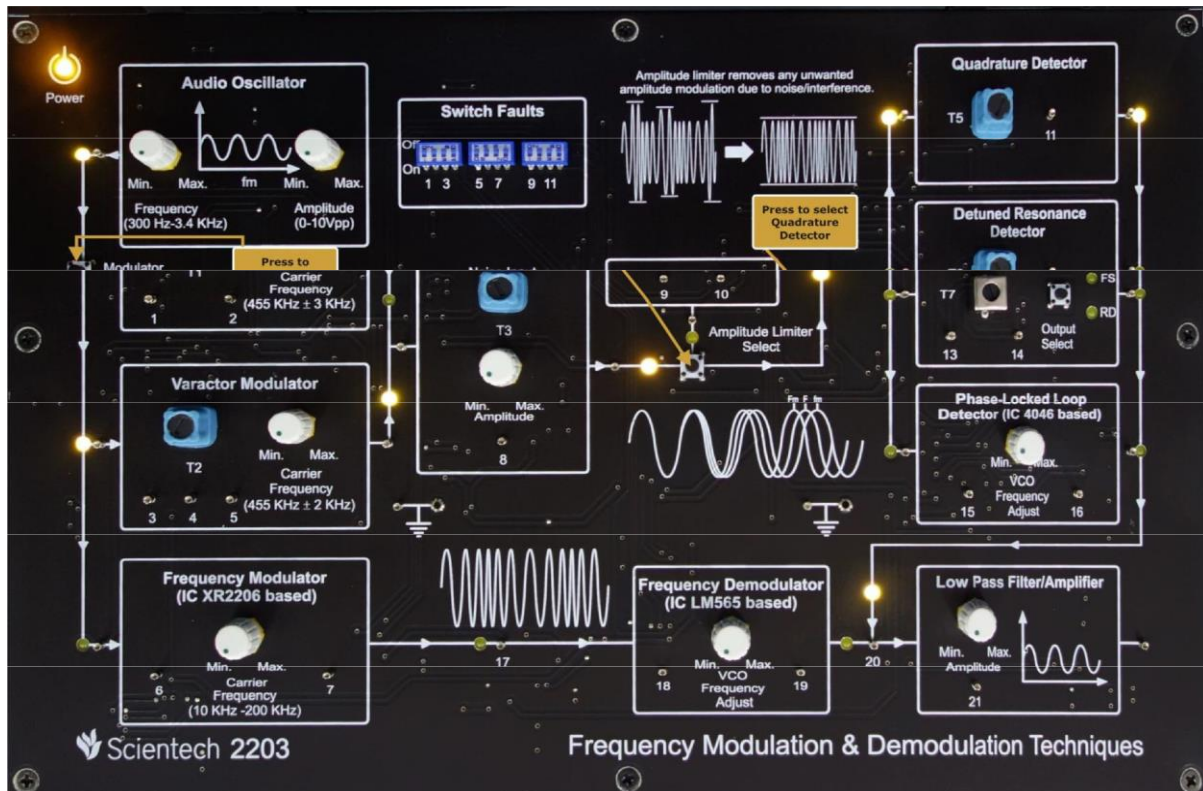 Power
Audio Oscillator
Min.
Max.
fm
Min.
Max.
Frequency
(300 Hz-3.4 KHz)
Amplitude
(0-10Vpp)
Switch Faults
Off
On
1 3
5 7
9 11
Amplitude limiter removes any unwanted
amplitude modulation due to noise/interference.
Press to select
Quadrature
Detector
Quadrature Detector
T5
11
Detuned Resonance
Detector
T7
FS
RD
Output
Select
13
14
Modulator
Press to
Carrier
Frequency
(455 KHz ± 3 KHz)
1
2
T3
Min. Max.
Amplitude
8
9
10
Amplitude Limiter
Select
Fm F fm
Varactor Modulator
T2
Min.
Max.
Carrier
Frequency
(455 KHz ± 2 KHz)
3
4
5
Phase-Locked Loop
Detector (IC 4046 based)
Min. Max.
VCO
Frequency
Adjust
15
16
Frequency Modulator
(IC XR2206 based)
Min. Max.
Carrier
Frequency
(10 KHz -200 KHz)
6
7
17
Frequency Demodulator
(IC LM565 based)
Min. Max.
VCO
Frequency
Adjust
18
19
20
Low Pass Filter/Amplifier
Min. Max.
Amplitude
21
Scientech 2203
Frequency Modulation & Demodulation Techniques